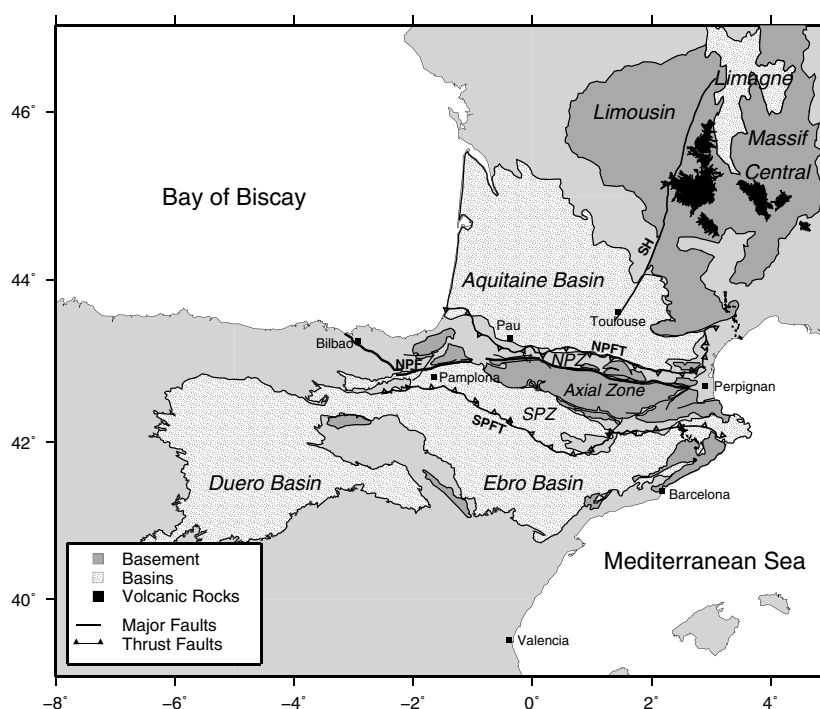 46°
44°
42°
40°
Limagne
Limousin
Massif
Central
Bay of Biscay
SH
Aquitaine Basin
Toulouse
Pau
Bilbao
NPFT
NPF
NPZ
Pamplona
Axial Zone
Perpignan
SPZ
SPFT
Duero Basin
Ebro Basin
Barcelona
Mediterranean Sea
Valencia
Basement
Basins
Volcanic Rocks
Major Faults
Thrust Faults
−8° −6° −4° −2° 0° 2° 4°